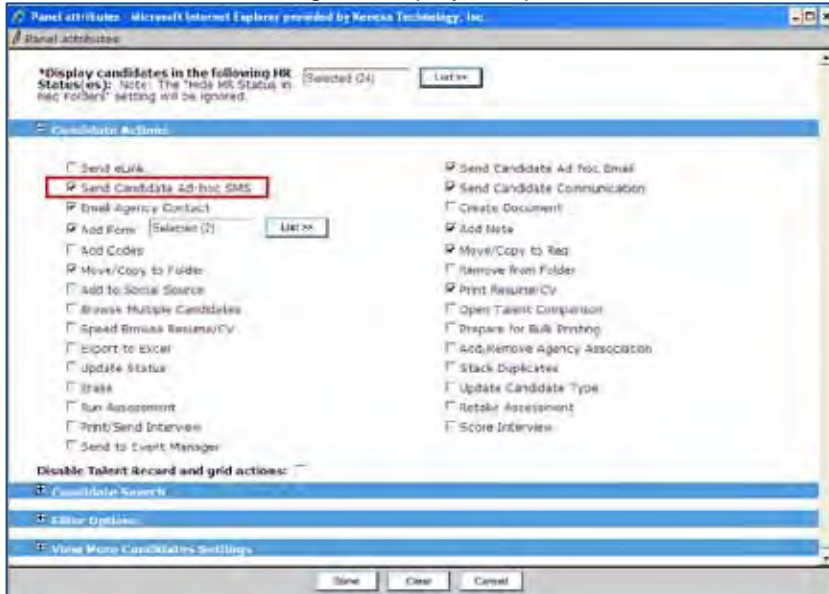 Panel attributes - Microsoft Internet Explorer provided by Kenexa Technology, Inc.
Panel attributes
*Display candidates in the following HR
Status(es): Note: The "Hide HR Status in
Req Folders" setting will be ignored.
Selected (24)
List >>
Candidate Actions
Send eLink
Send Candidate Ad-hoc Email
Send Candidate Ad-hoc SMS
Send Candidate Communication
Email Agency Contact
Create Document
Add Form
Selected (2)
List >>
Add Note
Add Codes
Move/Copy to Req
Move/Copy to Folder
Remove from Folder
Add to Social Source
Print Resume/CV
Browse Multiple Candidates
Open Talent Comparison
Speed Browse Resume/CV
Prepare for Bulk Printing
Export to Excel
Add/Remove Agency Association
Update Status
Stack Duplicates
Erase
Update Candidate Type
Run Assessment
Retake Assessment
Print/Send Interview
Score Interview
Send to Event Manager
Disable Talent Record and grid actions:
Candidate Search
Filter Options
View More Candidates Settings
Save
Clear
Cancel